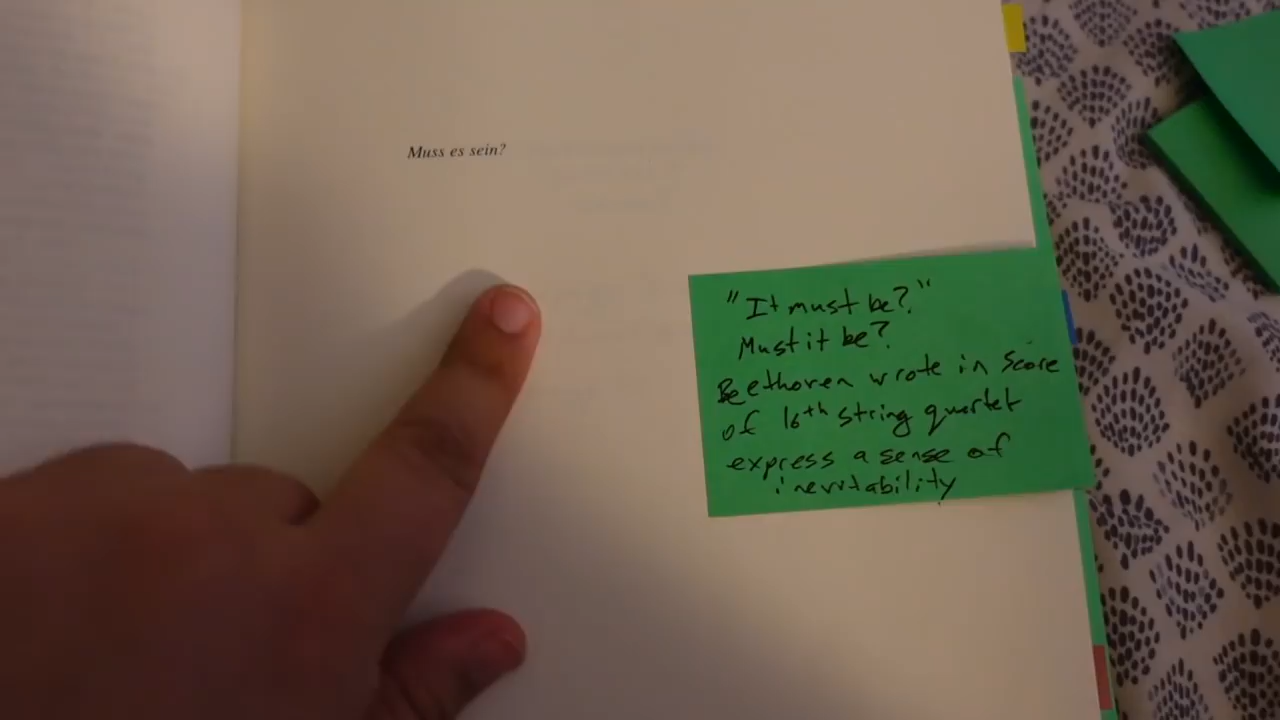 Muss es sein?
"It must be?"
Must it be?
Beethoven wrote in score
of 16th string quartet
express a sense of
inevitability